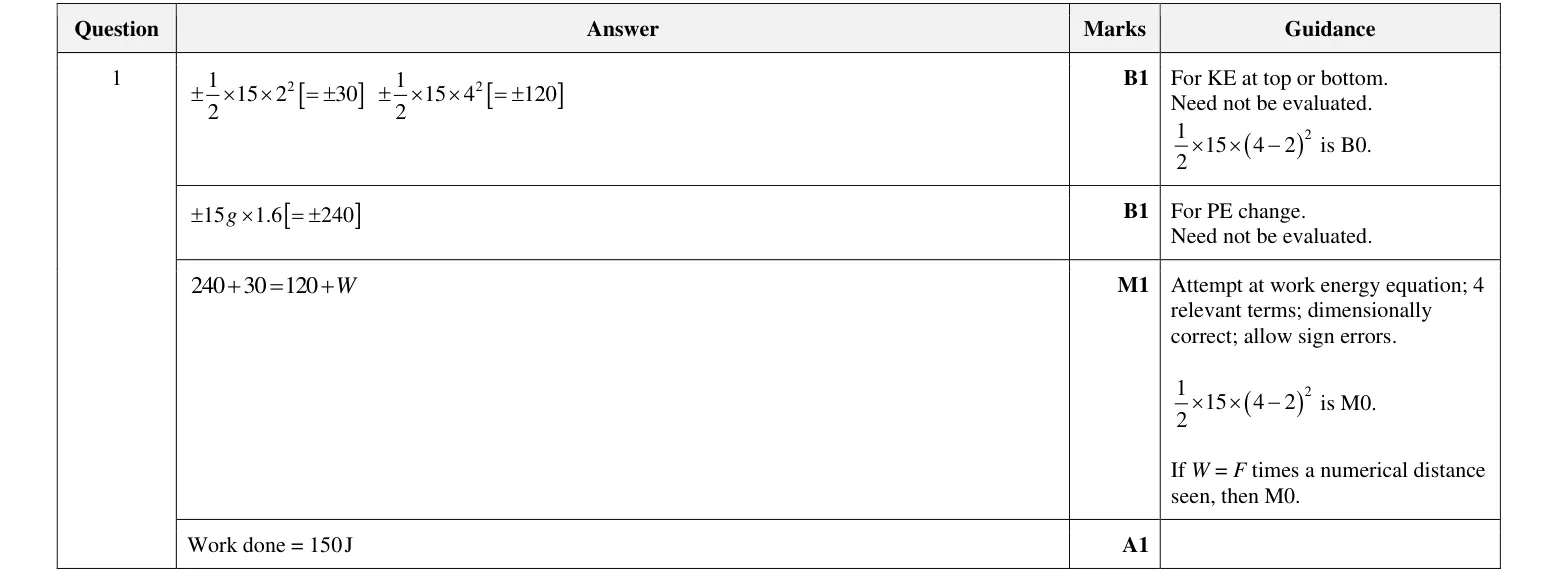 Question Answer Marks Guidance
1 ±1/2×15×2²[=±30] ±1/2×15×4²[=±120] B1 For KE at top or bottom.
Need not be evaluated.
1/2×15×(4−2)² is B0.
±15g×1.6[=±240] B1 For PE change.
Need not be evaluated.
240+30=120+W M1 Attempt at work energy equation; 4
relevant terms; dimensionally
correct; allow sign errors.
1/2×15×(4−2)² is M0.
If W = F times a numerical distance
seen, then M0.
Work done = 150J A1